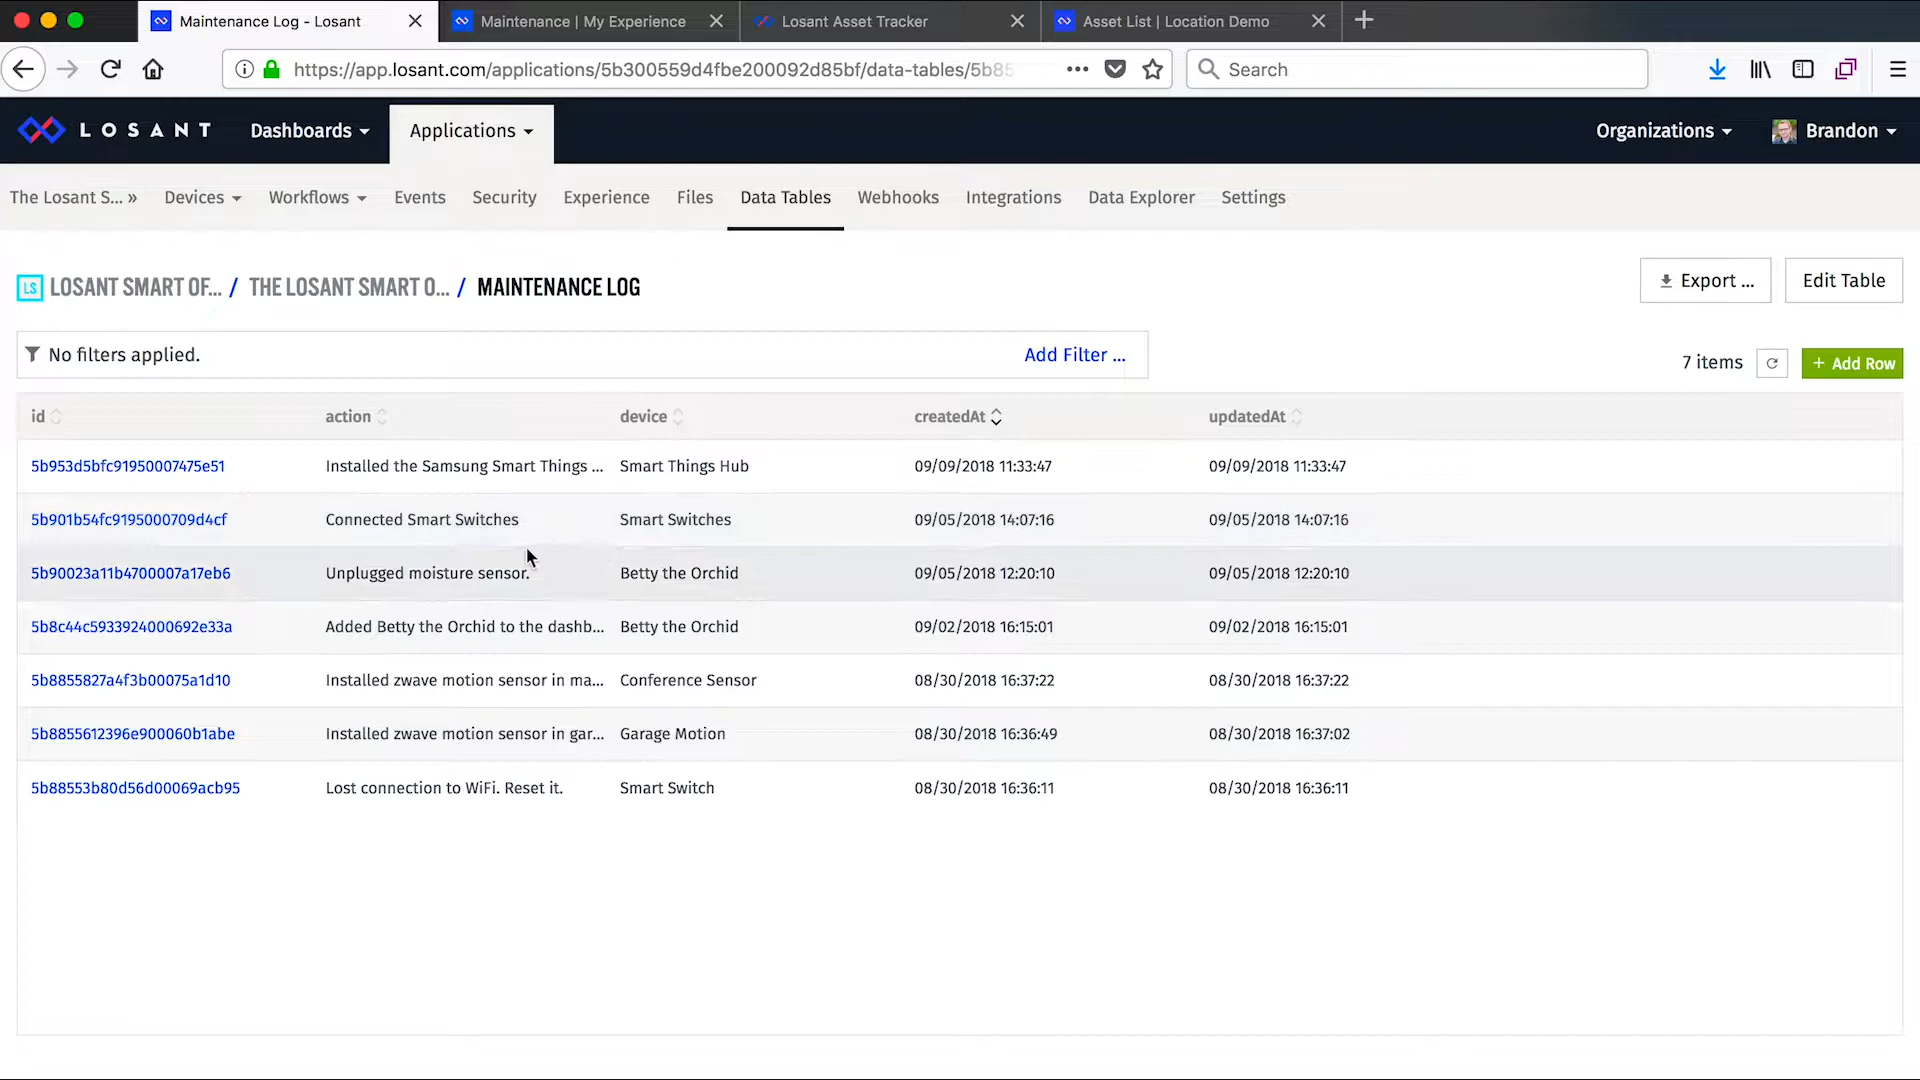 Maintenance Log - Losant
Maintenance | My Experience
Losant Asset Tracker
Asset List | Location Demo
https://app.losant.com/applications/5b300559d4fbe200092d85bf/data-tables/5b85
Search
LOSANT
Dashboards
Applications
Organizations
Brandon
The Losant S... »
Devices
Workflows
Events
Security
Experience
Files
Data Tables
Webhooks
Integrations
Data Explorer
Settings
LS LOSANT SMART OF... / THE LOSANT SMART O... / MAINTENANCE LOG
Export ...
Edit Table
No filters applied.
Add Filter ...
7 items
+ Add Row
id action device createdAt updatedAt
5b953d5bfc91950007475e51 Installed the Samsung Smart Things ... Smart Things Hub 09/09/2018 11:33:47 09/09/2018 11:33:47
5b901b54fc9195000709d4cf Connected Smart Switches Smart Switches 09/05/2018 14:07:16 09/05/2018 14:07:16
5b90023a11b4700007a17eb6 Unplugged moisture sensor. Betty the Orchid 09/05/2018 12:20:10 09/05/2018 12:20:10
5b8c44c5933924000692e33a Added Betty the Orchid to the dashb... Betty the Orchid 09/02/2018 16:15:01 09/02/2018 16:15:01
5b8855827a4f3b00075a1d10 Installed zwave motion sensor in ma... Conference Sensor 08/30/2018 16:37:22 08/30/2018 16:37:22
5b8855612396e900060b1abe Installed zwave motion sensor in gar... Garage Motion 08/30/2018 16:36:49 08/30/2018 16:37:02
5b88553b80d56d00069acb95 Lost connection to WiFi. Reset it. Smart Switch 08/30/2018 16:36:11 08/30/2018 16:36:11